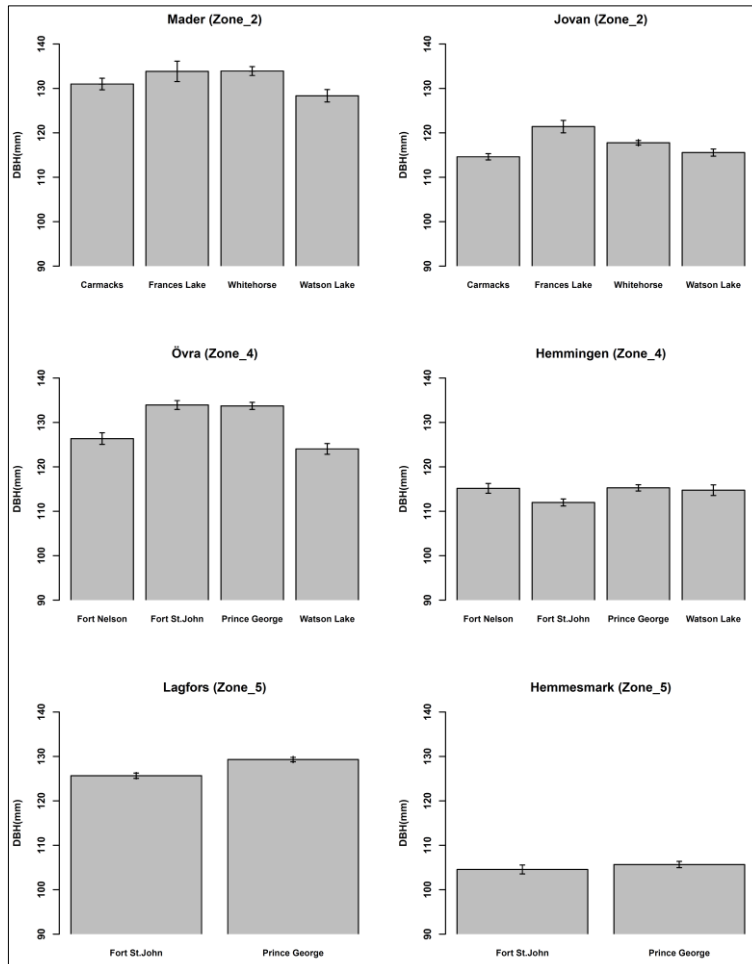 Mader (Zone_2)
DBH(mm)
140
130
120
110
100
90
Carmacks Frances Lake Whitehorse Watson Lake
Jovan (Zone_2)
DBH(mm)
140
130
120
110
100
90
Carmacks Frances Lake Whitehorse Watson Lake
Övra (Zone_4)
DBH(mm)
140
130
120
110
100
90
Fort Nelson Fort St.John Prince George Watson Lake
Hemmingen (Zone_4)
DBH(mm)
140
130
120
110
100
90
Fort Nelson Fort St.John Prince George Watson Lake
Lagfors (Zone_5)
DBH(mm)
140
130
120
110
100
90
Fort St.John Prince George
Hemmesmark (Zone_5)
DBH(mm)
140
130
120
110
100
90
Fort St.John Prince George